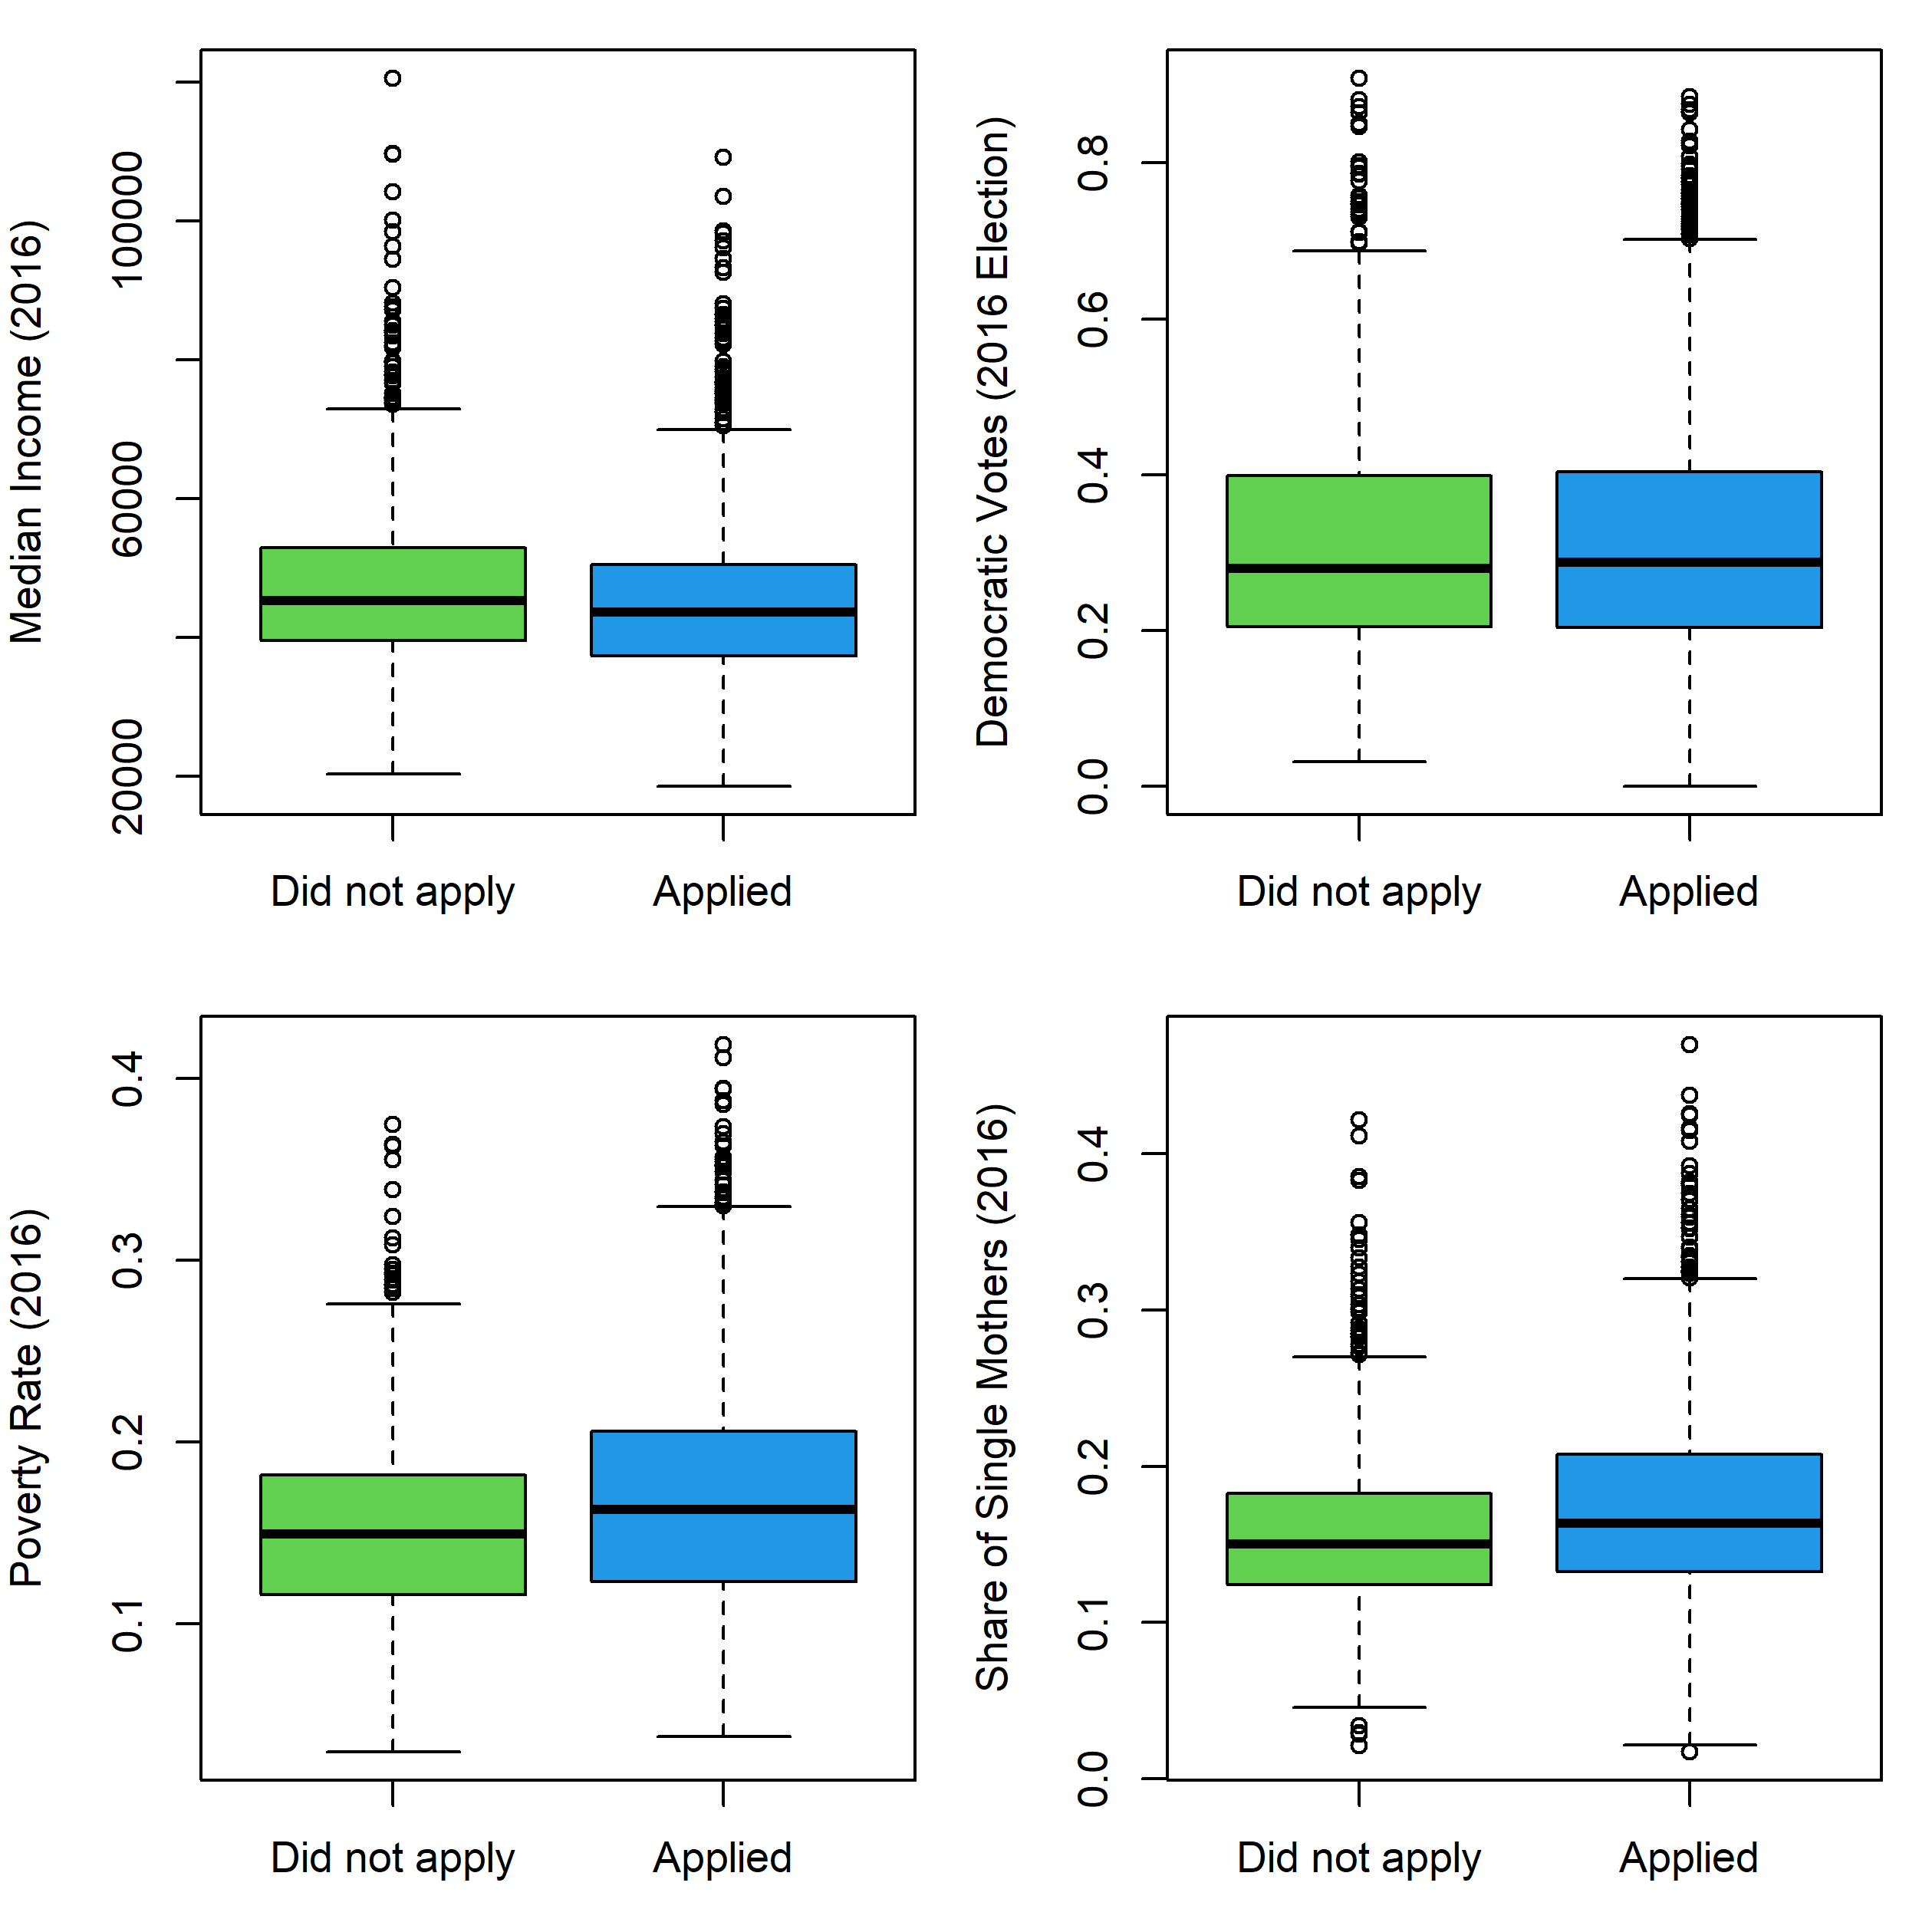 Median Income (2016)
100000
60000
20000
Did not apply
Applied
Democratic Votes (2016 Election)
0.8
0.6
0.4
0.2
0.0
Did not apply
Applied
Poverty Rate (2016)
0.4
0.3
0.2
0.1
Did not apply
Applied
Share of Single Mothers (2016)
0.4
0.3
0.2
0.1
0.0
Did not apply
Applied